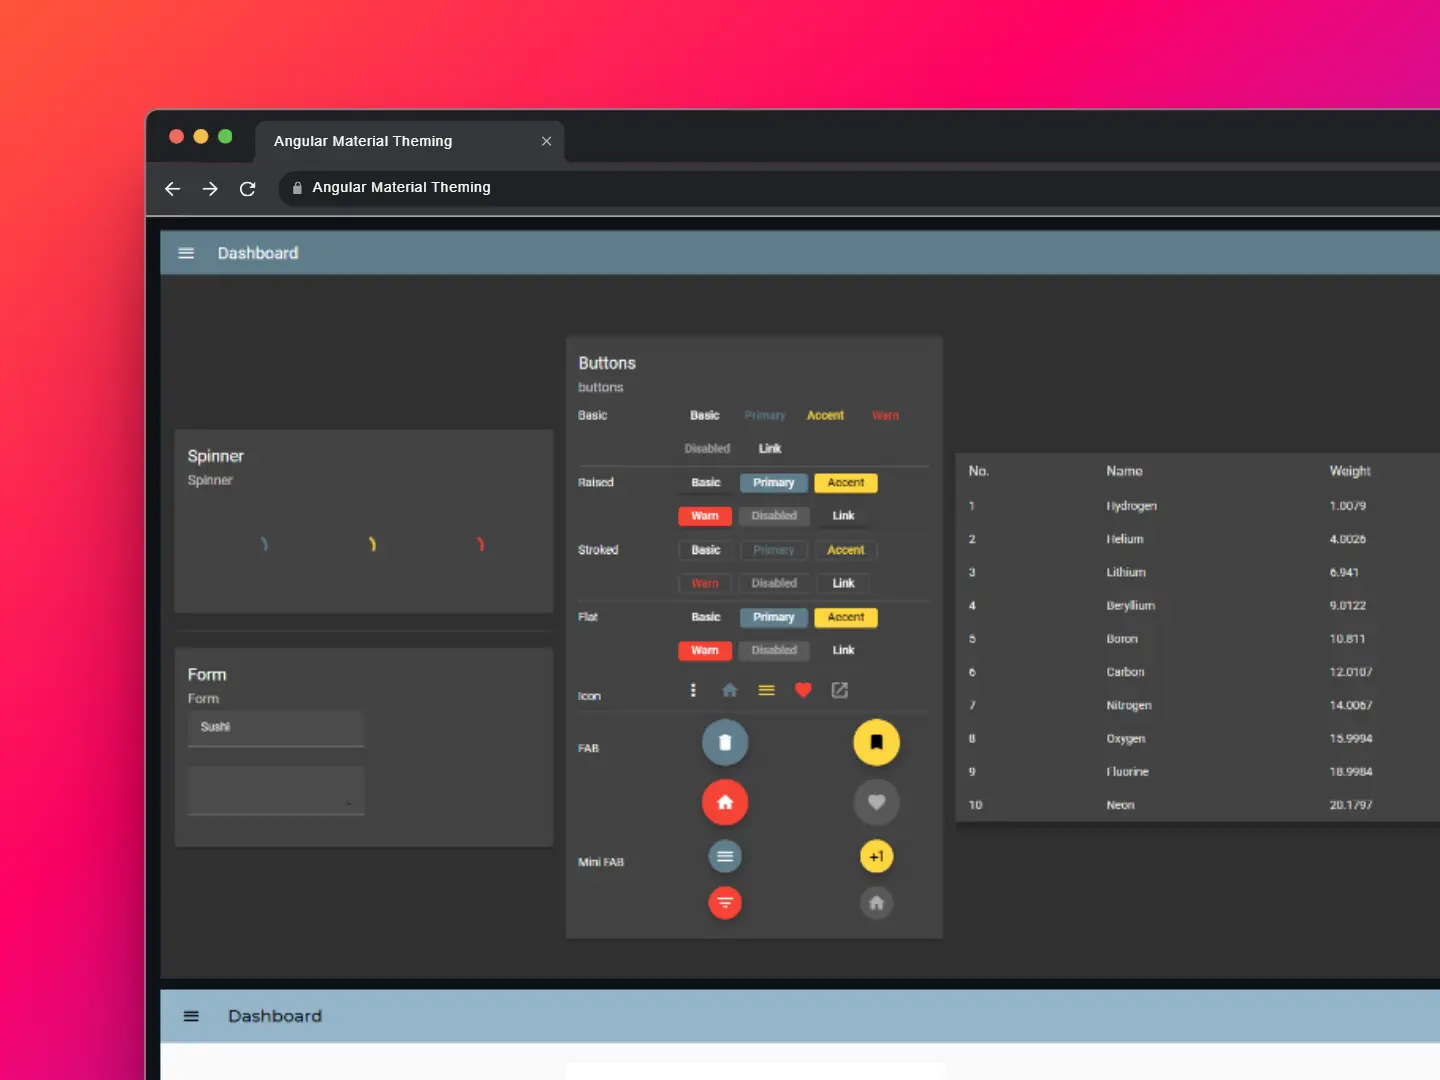 Angular Material Theming
Angular Material Theming
Dashboard
Buttons
buttons
Basic Basic Primary Accent Warn
Disabled Link
Raised Basic Primary Accent
Warn Disabled Link
Stroked Basic Primary Accent
Warn Disabled Link
Flat Basic Primary Accent
Warn Disabled Link
Icon
FAB
Mini FAB +1
Spinner
Spinner
Form
Form
Sushi
No. Name Weight
1 Hydrogen 1.0079
2 Helium 4.0026
3 Lithium 6.941
4 Beryllium 9.0122
5 Boron 10.811
6 Carbon 12.0107
7 Nitrogen 14.0067
8 Oxygen 15.9994
9 Fluorine 18.9984
10 Neon 20.1797
Dashboard